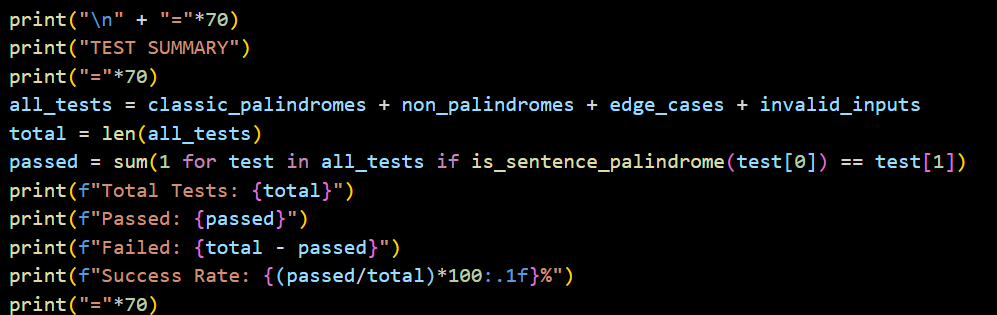 print("\n" + "="*70)
print("TEST SUMMARY")
print("="*70)
all_tests = classic_palindromes + non_palindromes + edge_cases + invalid_inputs
total = len(all_tests)
passed = sum(1 for test in all_tests if is_sentence_palindrome(test[0]) == test[1])
print(f"Total Tests: {total}")
print(f"Passed: {passed}")
print(f"Failed: {total - passed}")
print(f"Success Rate: {(passed/total)*100:.1f}%")
print("="*70)